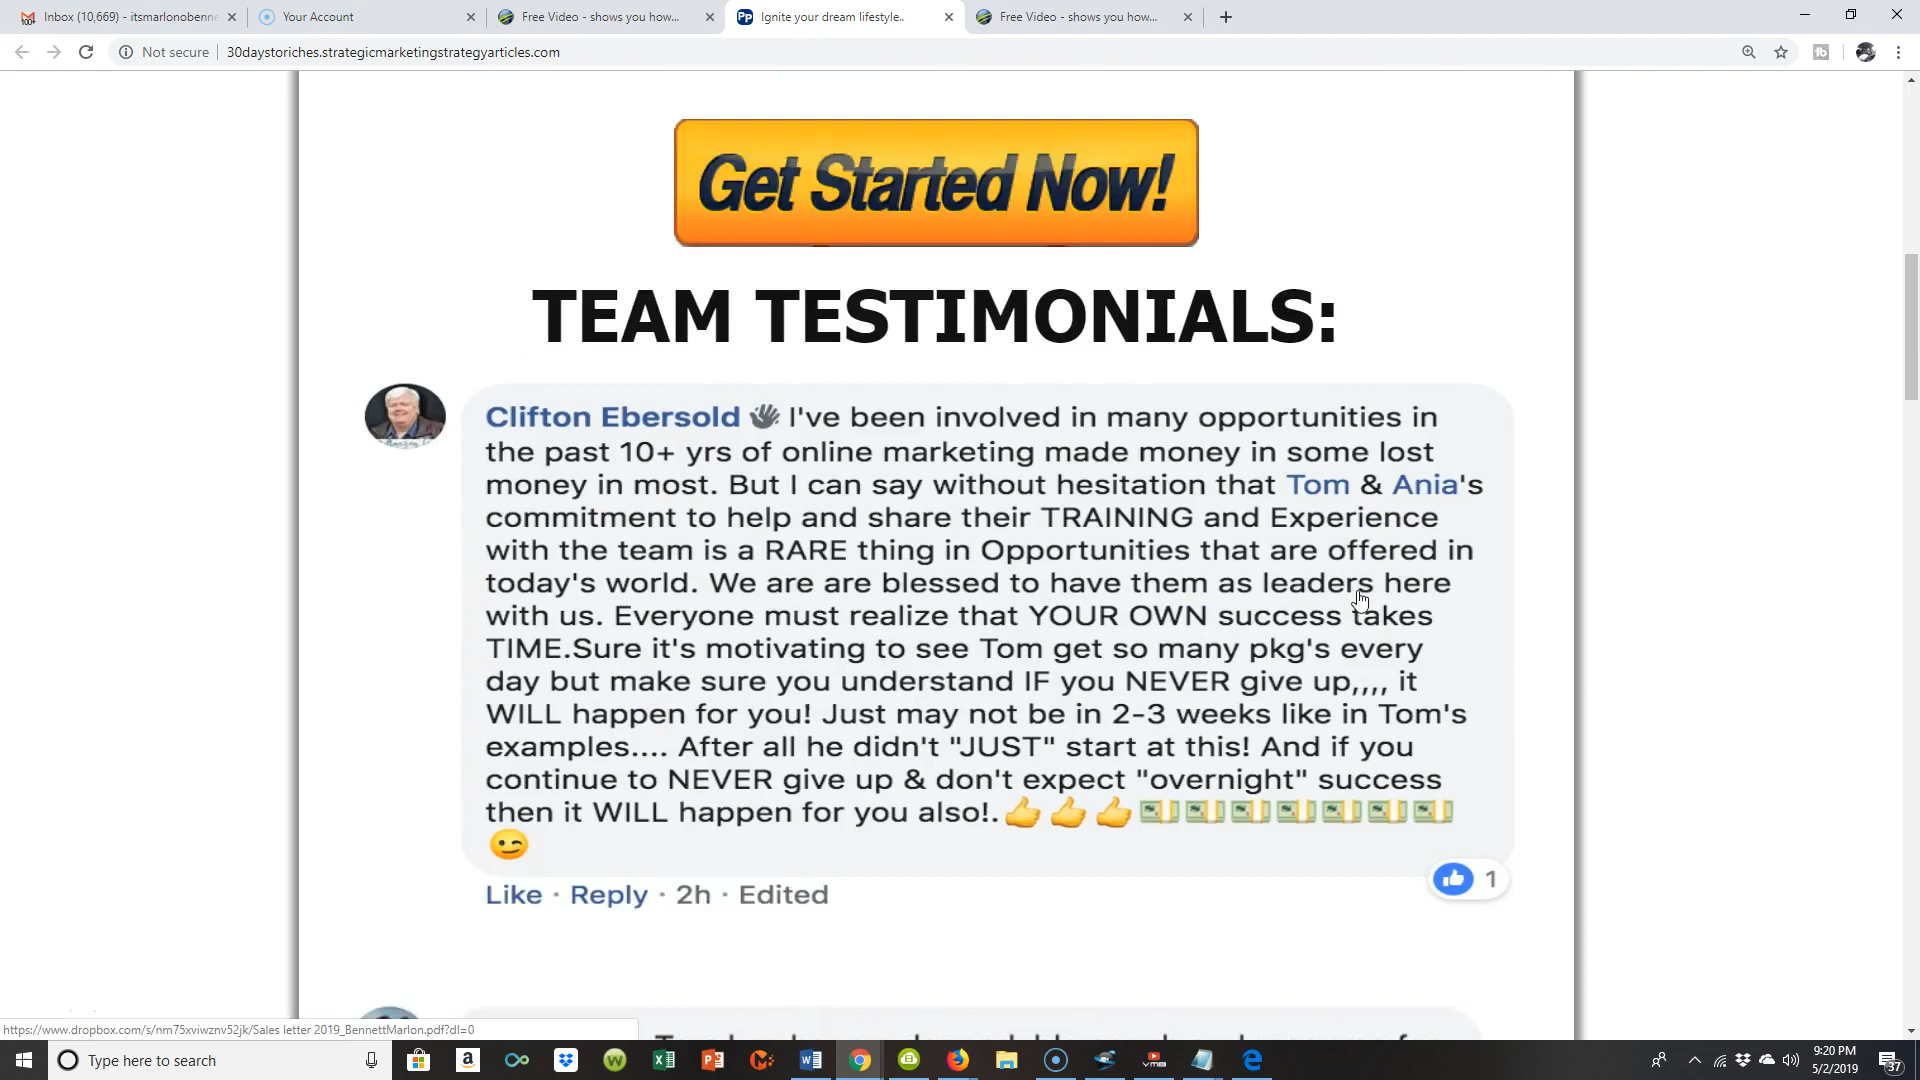 Inbox (10,669) - itsmarlonobenn
Your Account
Free Video - shows you how...
Pp
Ignite your dream lifestyle..
Free Video - shows you how...
Not secure
30daystoriches.strategicmarketingstrategyarticles.com
Get Started Now!
TEAM TESTIMONIALS:
Clifton Ebersold 👋 I've been involved in many opportunities in
the past 10+ yrs of online marketing made money in some lost
money in most. But I can say without hesitation that Tom & Ania's
commitment to help and share their TRAINING and Experience
with the team is a RARE thing in Opportunities that are offered in
today's world. We are are blessed to have them as leaders here
with us. Everyone must realize that YOUR OWN success takes
TIME.Sure it's motivating to see Tom get so many pkg's every
day but make sure you understand IF you NEVER give up,,,, it
WILL happen for you! Just may not be in 2-3 weeks like in Tom's
examples.... After all he didn't "JUST" start at this! And if you
continue to NEVER give up & don't expect "overnight" success
then it WILL happen for you also!.👍👍👍💵💵💵💵💵💵💵
😉
Like · Reply · 2h · Edited
1
https://www.dropbox.com/s/nm75xviwznv52jk/Sales letter 2019_BennettMarlon.pdf?dl=0
Type here to search
9:20 PM
5/2/2019
37